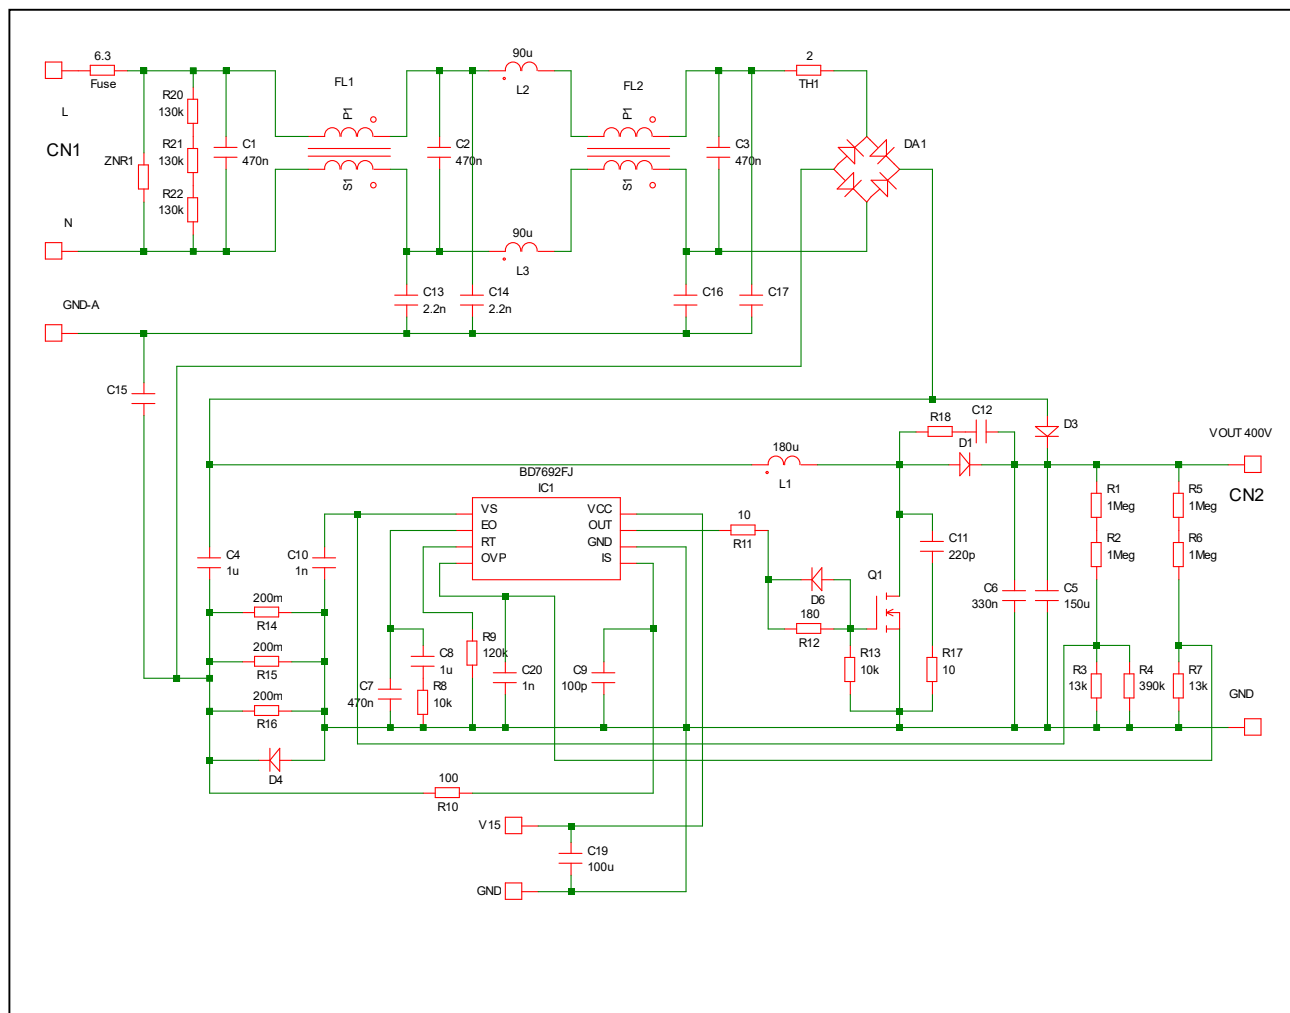 6.3
Fuse
L
CN1
ZNR1
N
R20
130k
R21
130k
R22
130k
C1
470n
FL1
P1
S1
C2
470n
90u
L2
90u
L3
FL2
P1
S1
C3
470n
2
TH1
DA1
GND-A
C13
2.2n
C14
2.2n
C16
C17
C15
R18
C12
D1
D3
VOUT 400V
CN2
180u
L1
BD7692FJ
IC1
VS
EO
RT
OVP
VCC
OUT
GND
IS
10
R11
C4
1u
C10
1n
200m
R14
200m
R15
200m
R16
D4
C7
470n
C8
1u
R8
10k
R9
120k
C20
1n
C9
100p
D6
180
R12
Q1
R13
10k
C11
220p
R17
10
C6
330n
C5
150u
R1
1Meg
R2
1Meg
R5
1Meg
R6
1Meg
R3
13k
R4
390k
R7
13k
GND
100
R10
V15
C19
100u
GND